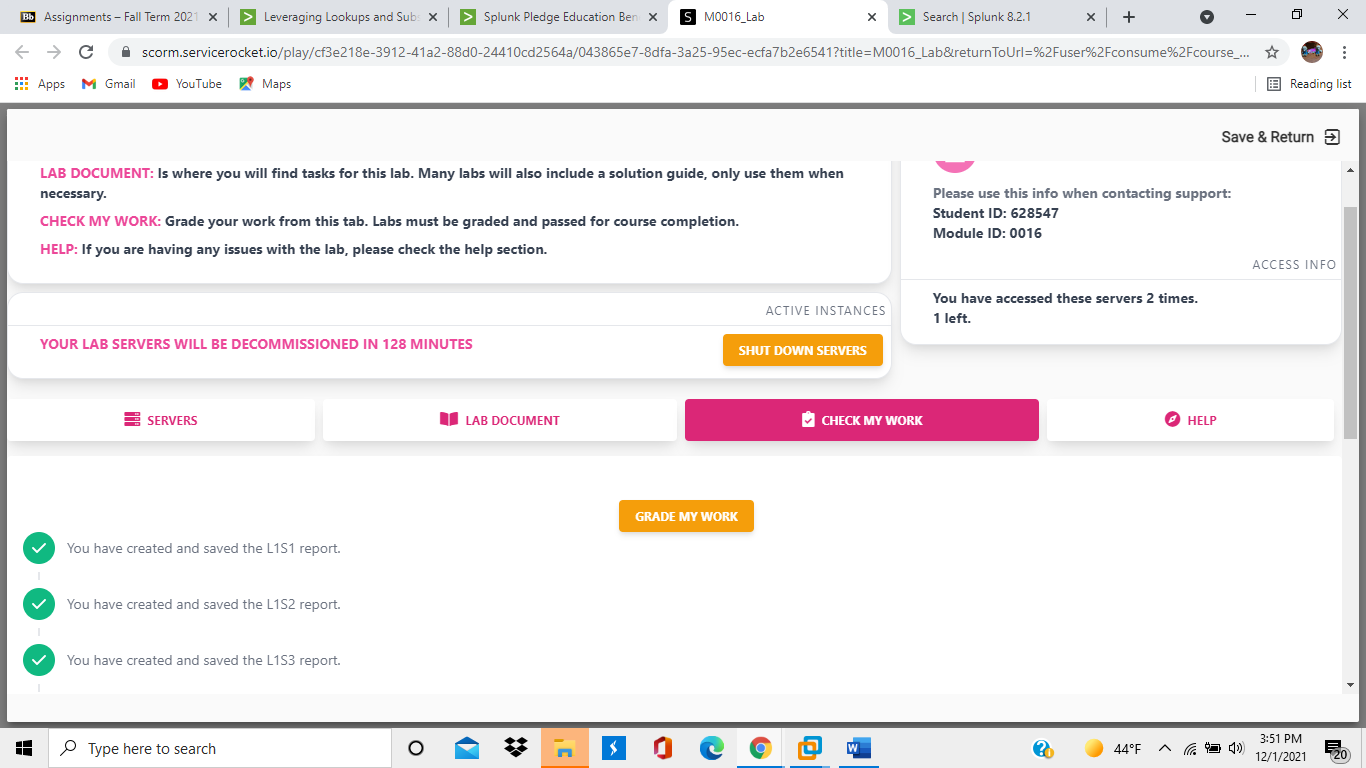 Assignments – Fall Term 2021
Leveraging Lookups and Sub
Splunk Pledge Education Ben
M0016_Lab
Search | Splunk 8.2.1
scorm.servicerocket.io/play/cf3e218e-3912-41a2-88d0-24410cd2564a/043865e7-8dfa-3a25-95ec-ecfa7b2e6541?title=M0016_Lab&returnToUrl=%2Fuser%2Fconsume%2Fcourse_...
Apps
Gmail
YouTube
Maps
Reading list
Save & Return
LAB DOCUMENT: Is where you will find tasks for this lab. Many labs will also include a solution guide, only use them when
necessary.
CHECK MY WORK: Grade your work from this tab. Labs must be graded and passed for course completion.
HELP: If you are having any issues with the lab, please check the help section.
Please use this info when contacting support:
Student ID: 628547
Module ID: 0016
ACCESS INFO
You have accessed these servers 2 times.
1 left.
ACTIVE INSTANCES
YOUR LAB SERVERS WILL BE DECOMMISSIONED IN 128 MINUTES
SHUT DOWN SERVERS
SERVERS
LAB DOCUMENT
CHECK MY WORK
HELP
GRADE MY WORK
You have created and saved the L1S1 report.
You have created and saved the L1S2 report.
You have created and saved the L1S3 report.
Type here to search
44°F
3:51 PM
12/1/2021
20